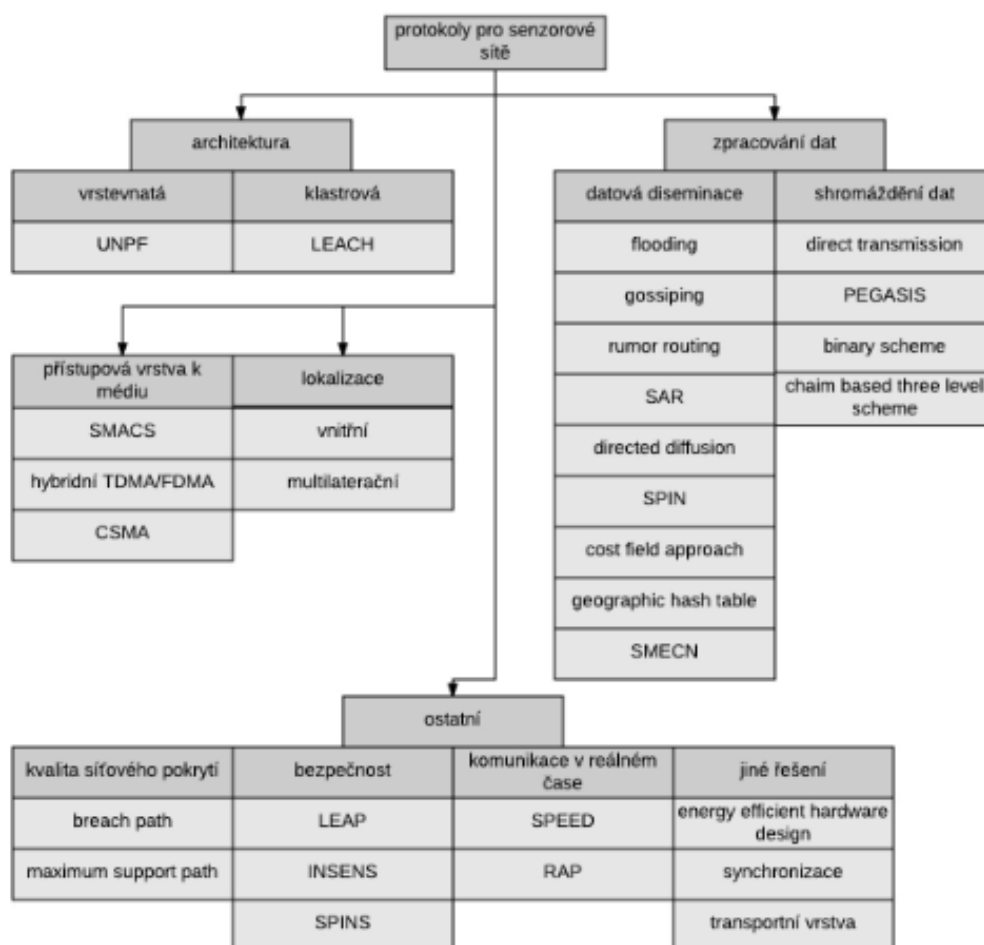 protokoly pro senzorové
sítě
architektura
vrstevnatá
klastrová
UNPF
LEACH
zpracování dat
datová diseminace
shromáždění dat
flooding
direct transmission
gossiping
PEGASIS
rumor routing
binary scheme
SAR
chaim based three level
scheme
directed diffusion
SPIN
cost field approach
geographic hash table
SMECN
přístupová vrstva k
médiu
lokalizace
SMACS
vnitřní
hybridní TDMA/FDMA
multilaterační
CSMA
ostatní
kvalita síťového pokrytí
bezpečnost
komunikace v reálném
čase
jiné řešení
breach path
LEAP
SPEED
energy efficient hardware
design
maximum support path
INSENS
RAP
synchronizace
SPINS
transportní vrstva